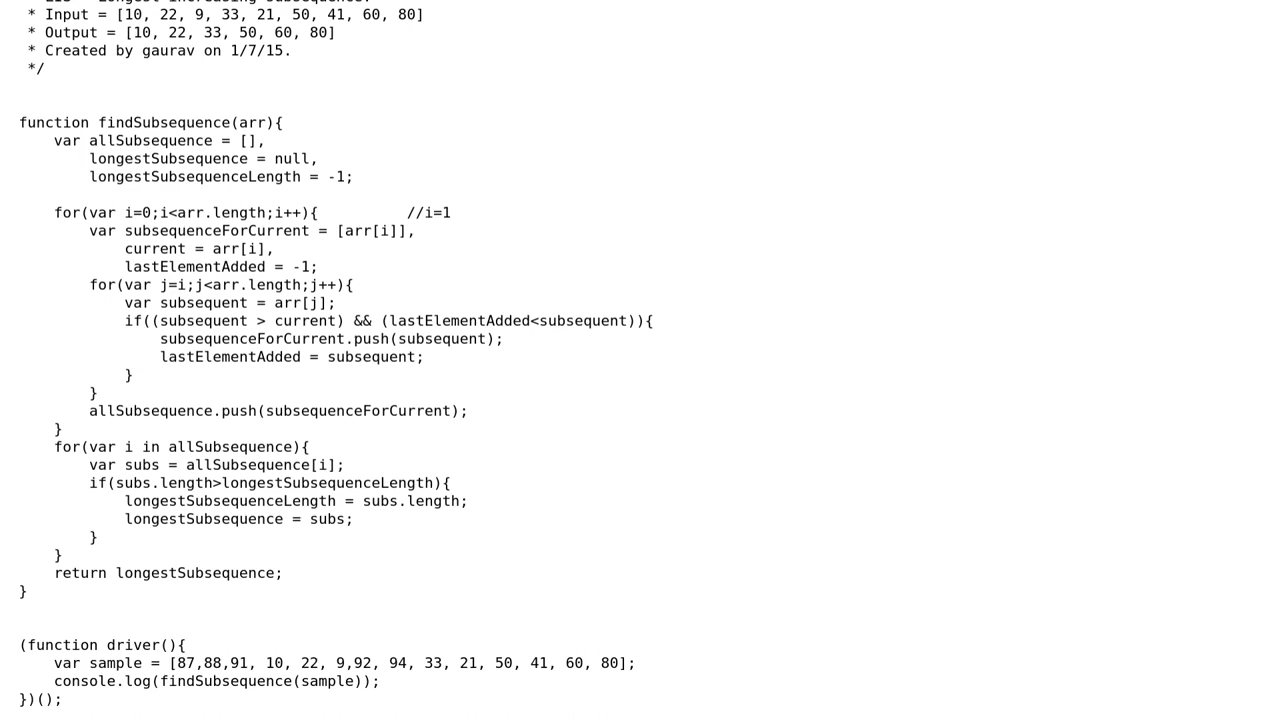 * Input = [10, 22, 9, 33, 21, 50, 41, 60, 80]
 * Output = [10, 22, 33, 50, 60, 80]
 * Created by gaurav on 1/7/15.
 */
function findSubsequence(arr){
    var allSubsequence = [],
        longestSubsequence = null,
        longestSubsequenceLength = -1;
    for(var i=0;i<arr.length;i++){          //i=1
        var subsequenceForCurrent = [arr[i]],
            current = arr[i],
            lastElementAdded = -1;
        for(var j=i;j<arr.length;j++){
            var subsequent = arr[j];
            if((subsequent > current) && (lastElementAdded<subsequent)){
                subsequenceForCurrent.push(subsequent);
                lastElementAdded = subsequent;
            }
        }
        allSubsequence.push(subsequenceForCurrent);
    }
    for(var i in allSubsequence){
        var subs = allSubsequence[i];
        if(subs.length>longestSubsequenceLength){
            longestSubsequenceLength = subs.length;
            longestSubsequence = subs;
        }
    }
    return longestSubsequence;
}
(function driver(){
    var sample = [87,88,91, 10, 22, 9,92, 94, 33, 21, 50, 41, 60, 80];
    console.log(findSubsequence(sample));
})();